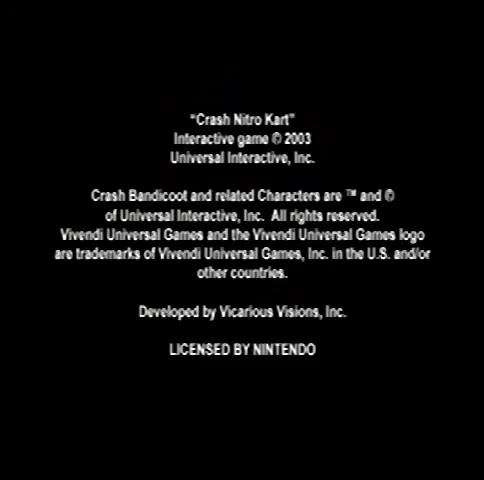 “Crash Nitro Kart”
Interactive game © 2003
Universal Interactive, Inc.
Crash Bandicoot and related Characters are ™ and ©
of Universal Interactive, Inc. All rights reserved.
Vivendi Universal Games and the Vivendi Universal Games logo
are trademarks of Vivendi Universal Games, Inc. in the U.S. and/or
other countries.
Developed by Vicarious Visions, Inc.
LICENSED BY NINTENDO